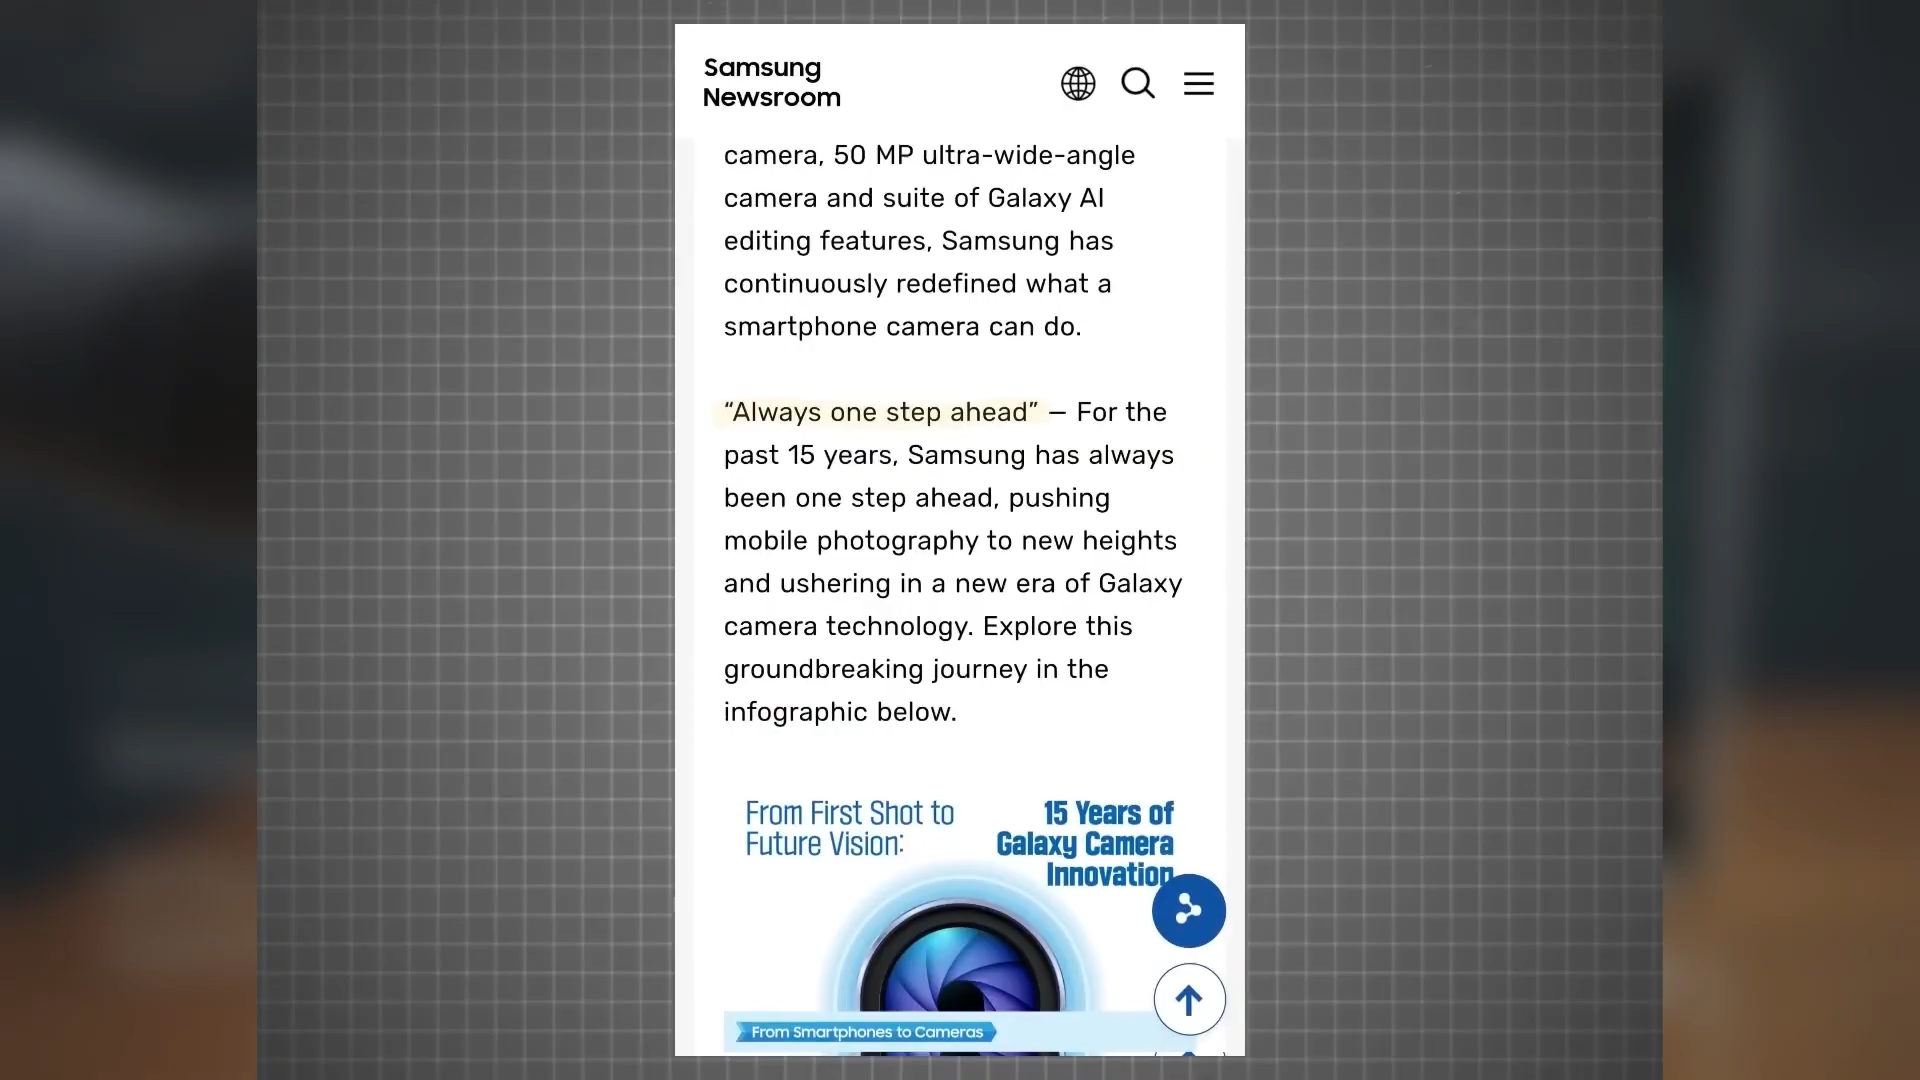 Samsung
Newsroom
camera, 50 MP ultra-wide-angle
camera and suite of Galaxy AI
editing features, Samsung has
continuously redefined what a
smartphone camera can do.
“Always one step ahead” – For the
past 15 years, Samsung has always
been one step ahead, pushing
mobile photography to new heights
and ushering in a new era of Galaxy
camera technology. Explore this
groundbreaking journey in the
infographic below.
From First Shot to
Future Vision:
15 Years of
Galaxy Camera
Innovation
From Smartphones to Cameras